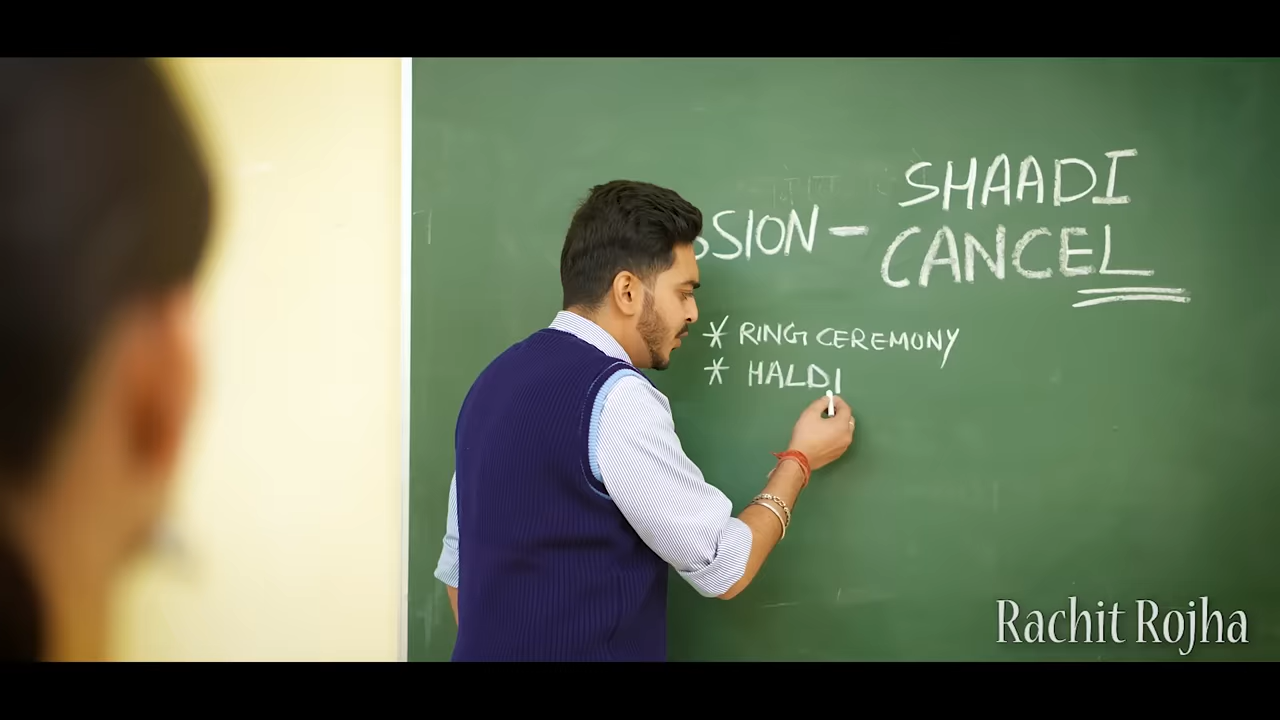 SHAADI
SSION - CANCEL
* RING CEREMONY
* HALDI
Rachit Rojha